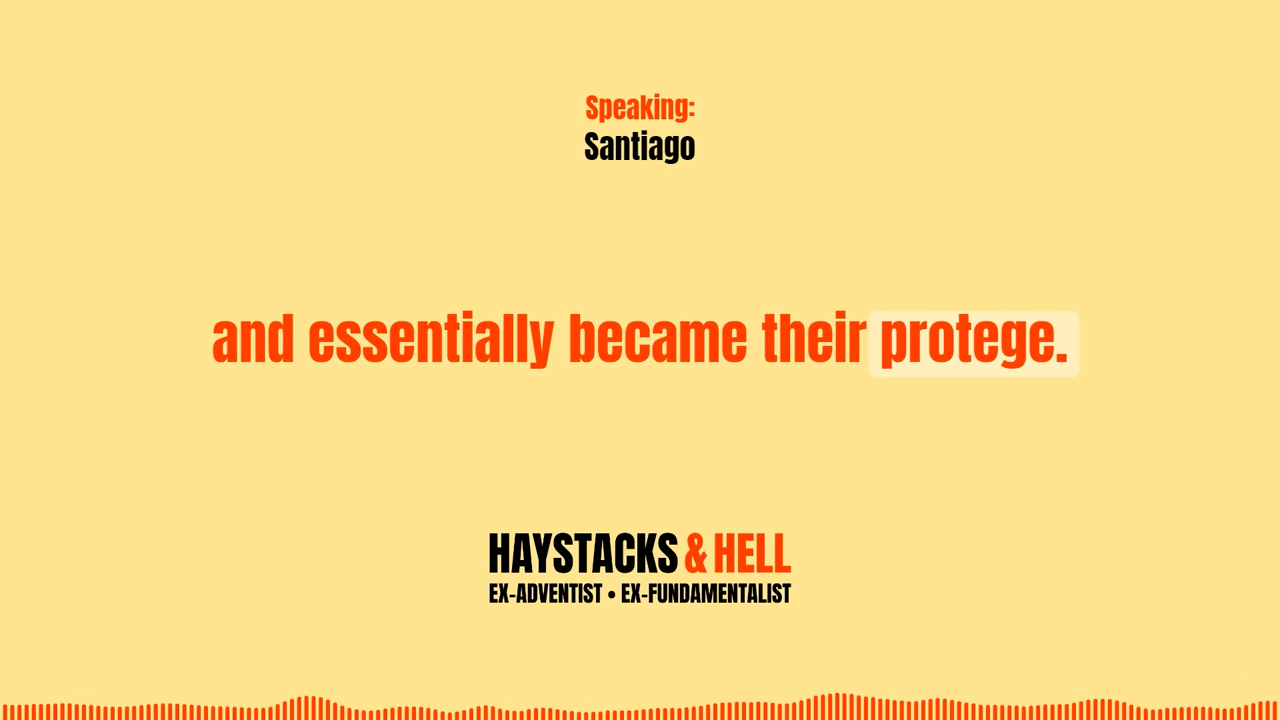 Speaking:
Santiago
and essentially became their protege.
HAYSTACKS & HELL
EX-ADVENTIST • EX-FUNDAMENTALIST